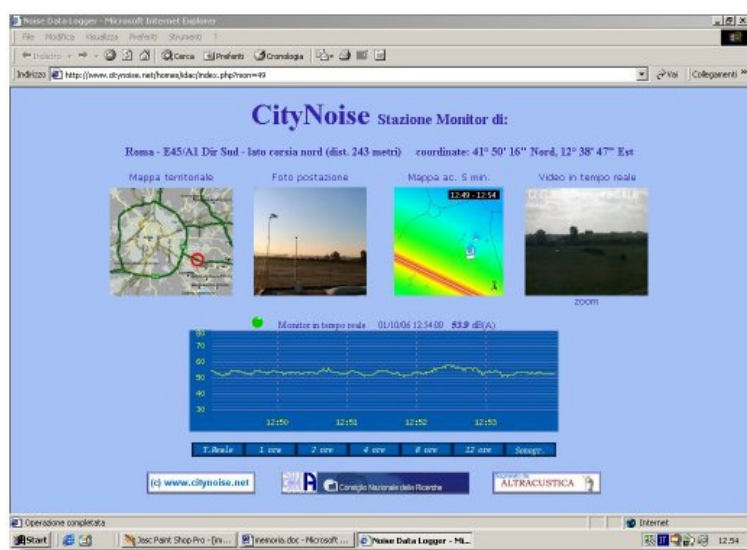 Noise Data Logger - Microsoft Internet Explorer
File Modifica Visualizza Preferiti Strumenti ?
Indietro Cerca Preferiti Cronologia
Indirizzo http://www.citynoise.net/homes/idac/index.php?mon=49 Vai Collegamenti »
CityNoise Stazione Monitor di:
Roma - E45/A1 Dir Sud - lato corsia nord (dist. 243 metri) coordinate: 41° 50' 16" Nord, 12° 38' 47" Est
Mappa territoriale Foto postazione Mappa ac. 5 min. Video in tempo reale
12:49 - 12:54
zoom
Monitor in tempo reale 01/10/06 12:54:00 53.9 dB(A)
80
70
60
50
40
30
12:50 12:51 12:52 12:53
T.Reale 1 ore 2 ore 4 ore 8 ore 12 ore Sonogr.
(c) www.citynoise.net
Consiglio Nazionale delle Ricerche
ALTRACUSTICA
Operazione completata Internet
Start Jasc Paint Shop Pro - [im... memoria.doc - Microsoft ... Noise Data Logger - Mi... 12.54